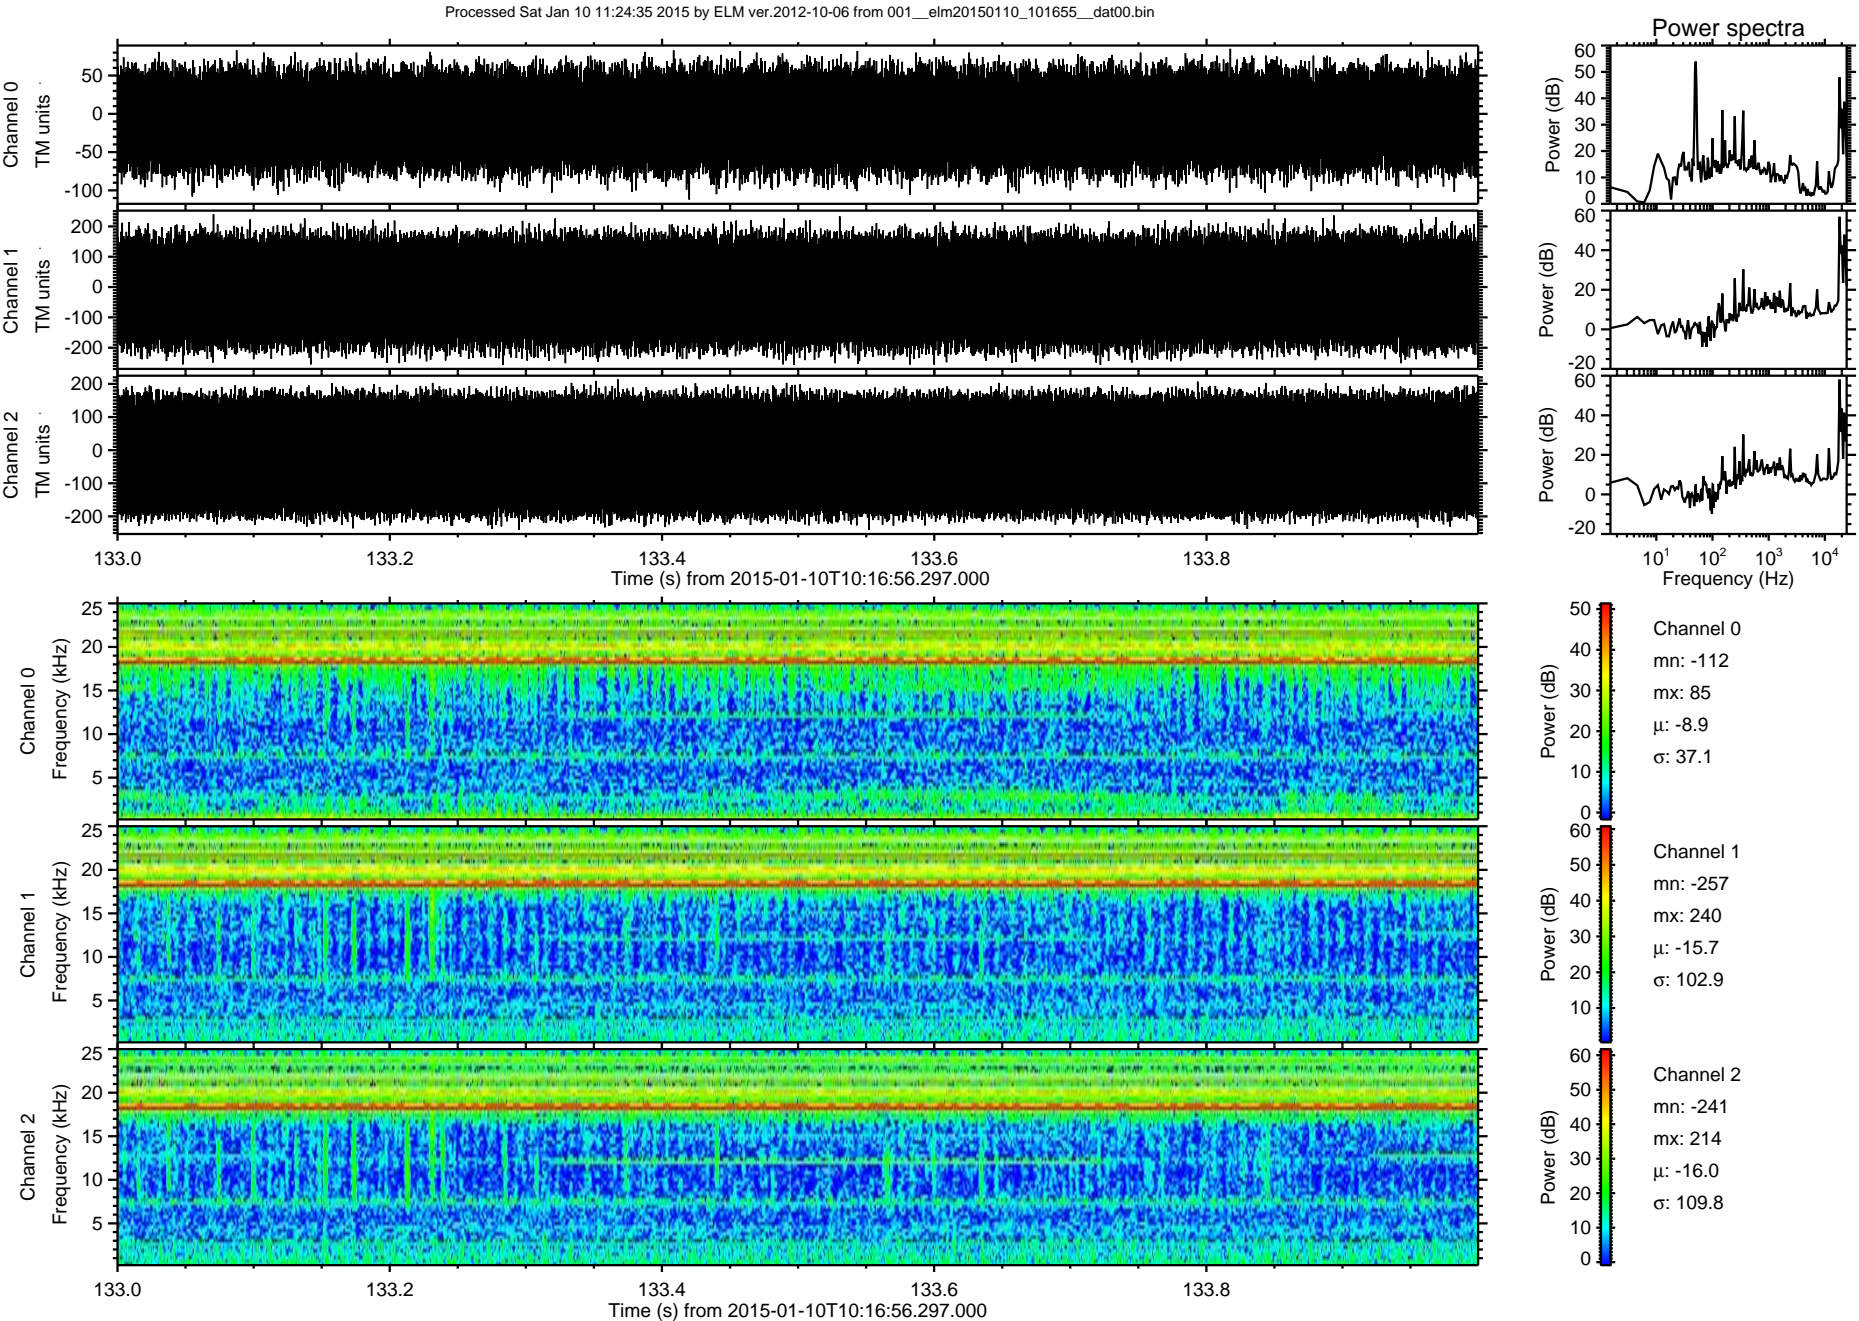 Processed Sat Jan 10 11:24:35 2015 by ELM ver.2012-10-06 from 001__elm20150110_101655__dat00.bin
Power spectra
Channel 0
TM units
50
0
-50
-100
Power (dB)
60
50
40
30
20
10
0
Channel 1
TM units
200
100
0
-100
-200
Power (dB)
60
40
20
0
-20
Channel 2
TM units
200
100
0
-100
-200
Power (dB)
60
40
20
0
-20
133.0 133.2 133.4 133.6 133.8
Time (s) from 2015-01-10T10:16:56.297.000
10¹ 10² 10³ 10⁴
Frequency (Hz)
Channel 0
Frequency (kHz)
25
20
15
10
5
Power (dB)
50
40
30
20
10
0
Channel 0
mn: -112
mx: 85
μ: -8.9
σ: 37.1
Channel 1
Frequency (kHz)
25
20
15
10
5
Power (dB)
60
50
40
30
20
10
Channel 1
mn: -257
mx: 240
μ: -15.7
σ: 102.9
Channel 2
Frequency (kHz)
25
20
15
10
5
Power (dB)
60
50
40
30
20
10
0
Channel 2
mn: -241
mx: 214
μ: -16.0
σ: 109.8
133.0 133.2 133.4 133.6 133.8
Time (s) from 2015-01-10T10:16:56.297.000